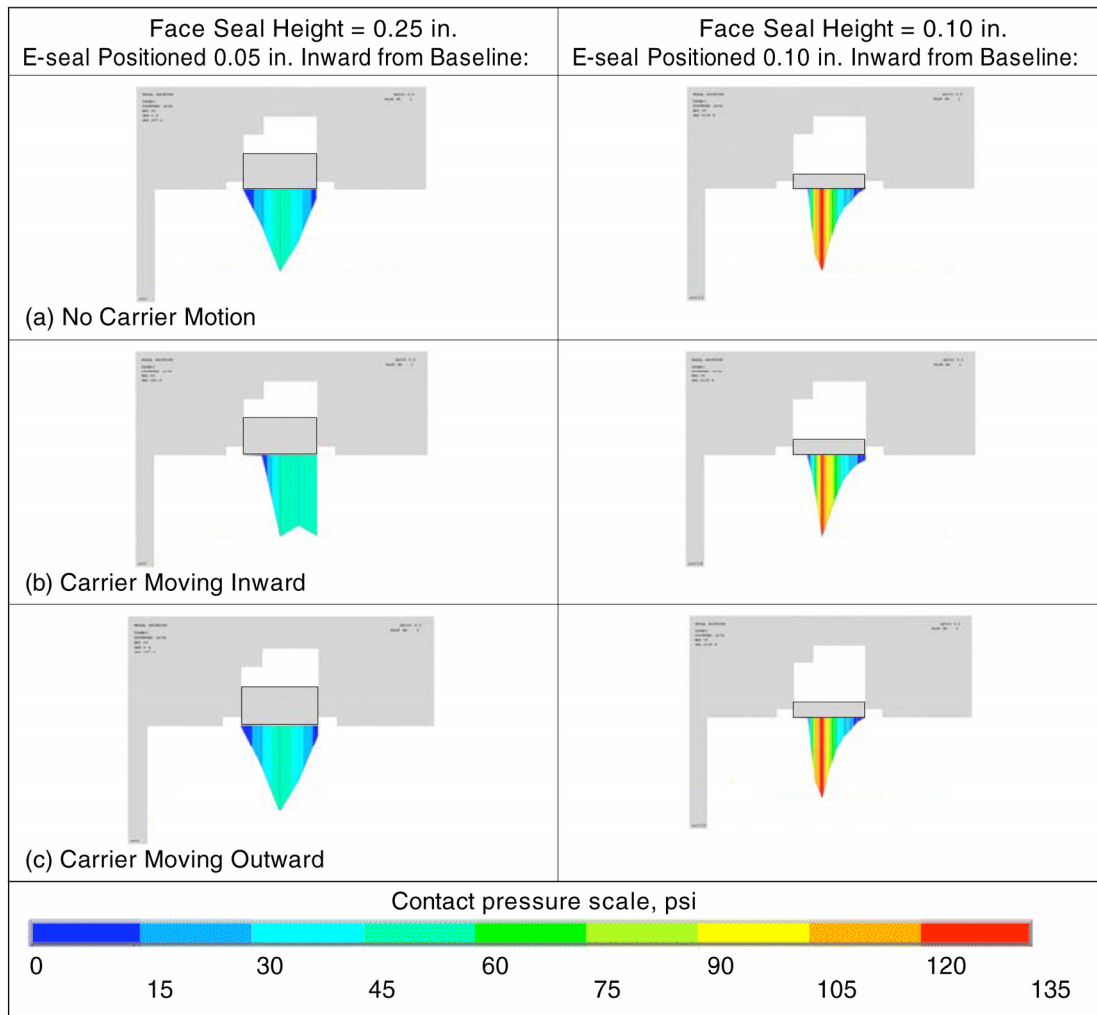 Face Seal Height = 0.25 in.
E-seal Positioned 0.05 in. Inward from Baseline:
Face Seal Height = 0.10 in.
E-seal Positioned 0.10 in. Inward from Baseline:
(a) No Carrier Motion
(b) Carrier Moving Inward
(c) Carrier Moving Outward
Contact pressure scale, psi
0 30 60 90 120
15 45 75 105 135